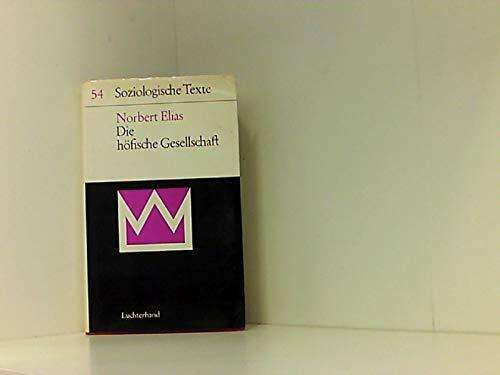 54 Soziologische Texte
Norbert Elias
Die
höfische Gesellschaft
Luchterhand